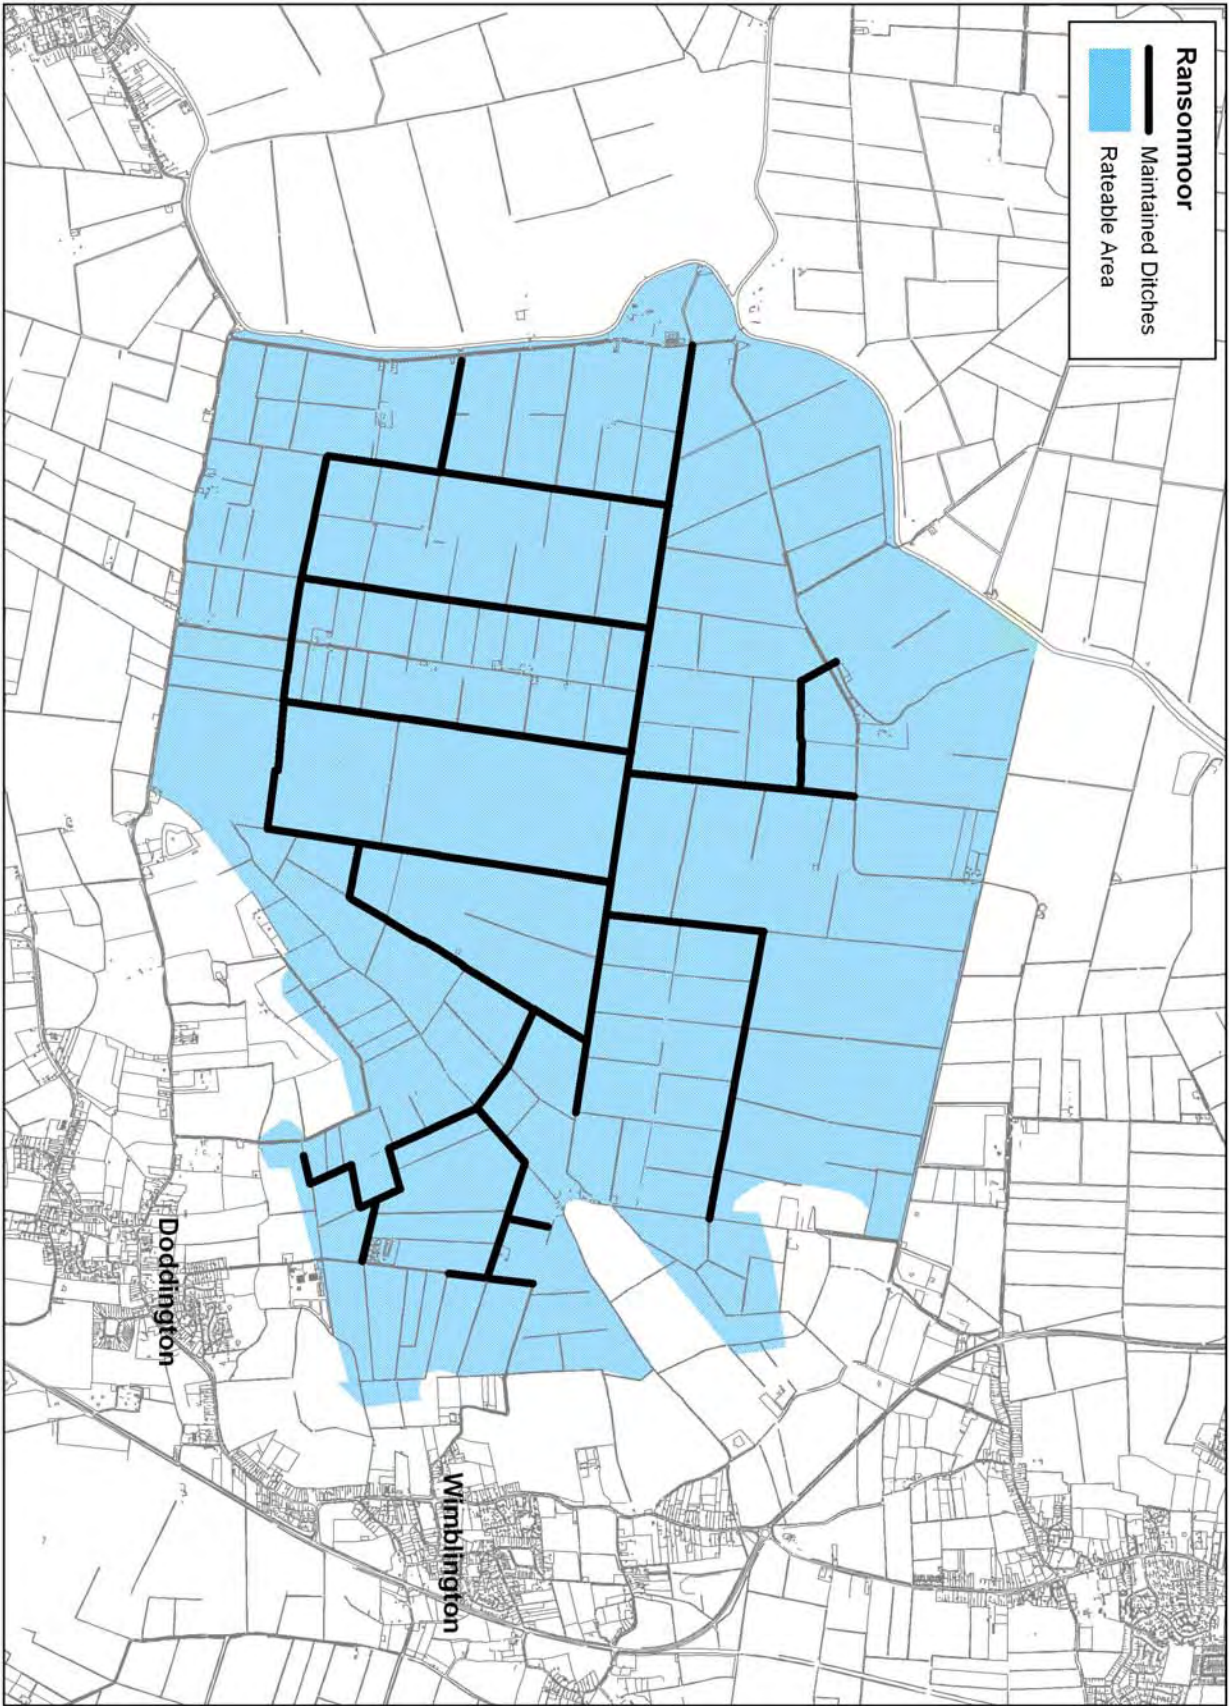 Ransonmoor
Maintained Ditches
Rateable Area
Doddington
Wimblington